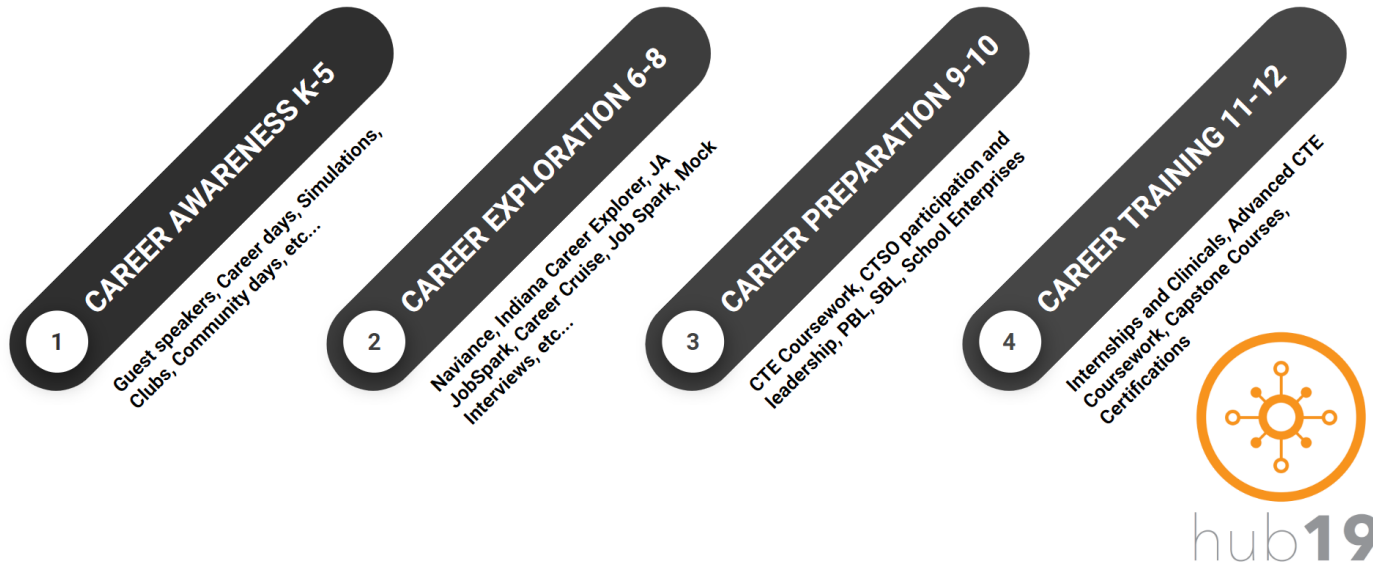 CAREER AWARENESS K-5
1
Guest speakers, Career days, Simulations,
Clubs, Community days, etc...
CAREER EXPLORATION 6-8
2
Naviance, Indiana Career Explorer, JA
JobSpark, Career Cruise, Job Spark, Mock
Interviews, etc...
CAREER PREPARATION 9-10
3
CTE Coursework, CTSO participation and
leadership, PBL, SBL, School Enterprises
CAREER TRAINING 11-12
4
Internships and Clinicals, Advanced CTE
Coursework, Capstone Courses,
Certifications
hub19